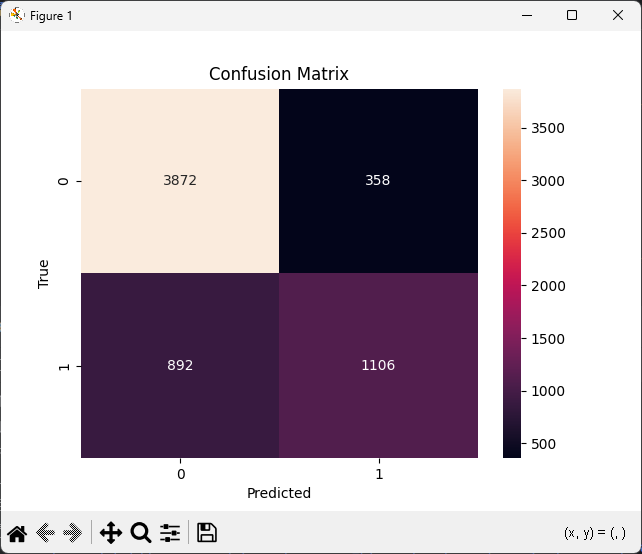 Figure 1
Confusion Matrix
3872 358
892 1106
0
1
True
0 1
Predicted
3500
3000
2500
2000
1500
1000
500
(x, y) = (, )